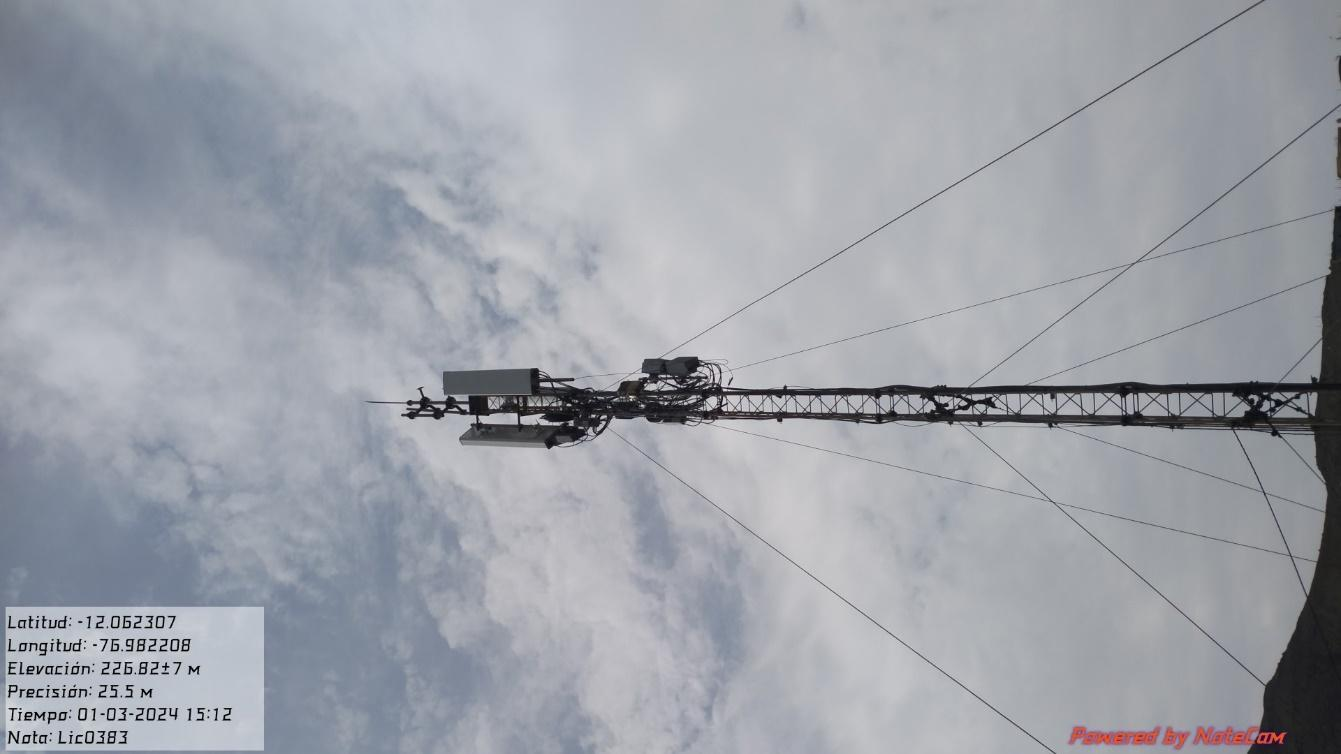 Latitud: -12.062307
Longitud: -76.982208
Elevación: 226.82±7 м
Precisión: 25.5 м
Tiempo: 01-03-2024 15:12
Nota: Lic0383
Powered by NoteCam